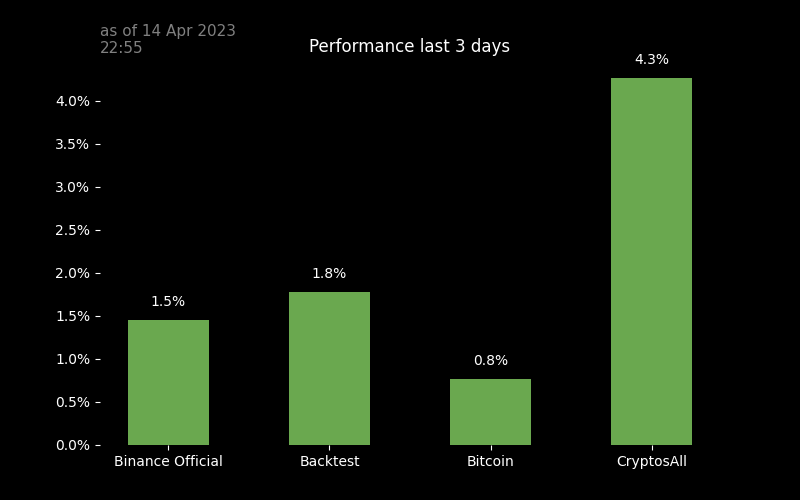 as of 14 Apr 2023
22:55
Performance last 3 days
4.3%
4.0%
3.5%
3.0%
2.5%
2.0%
1.8%
1.5%
1.5%
1.0%
0.8%
0.5%
0.0%
Binance Official
Backtest
Bitcoin
CryptosAll